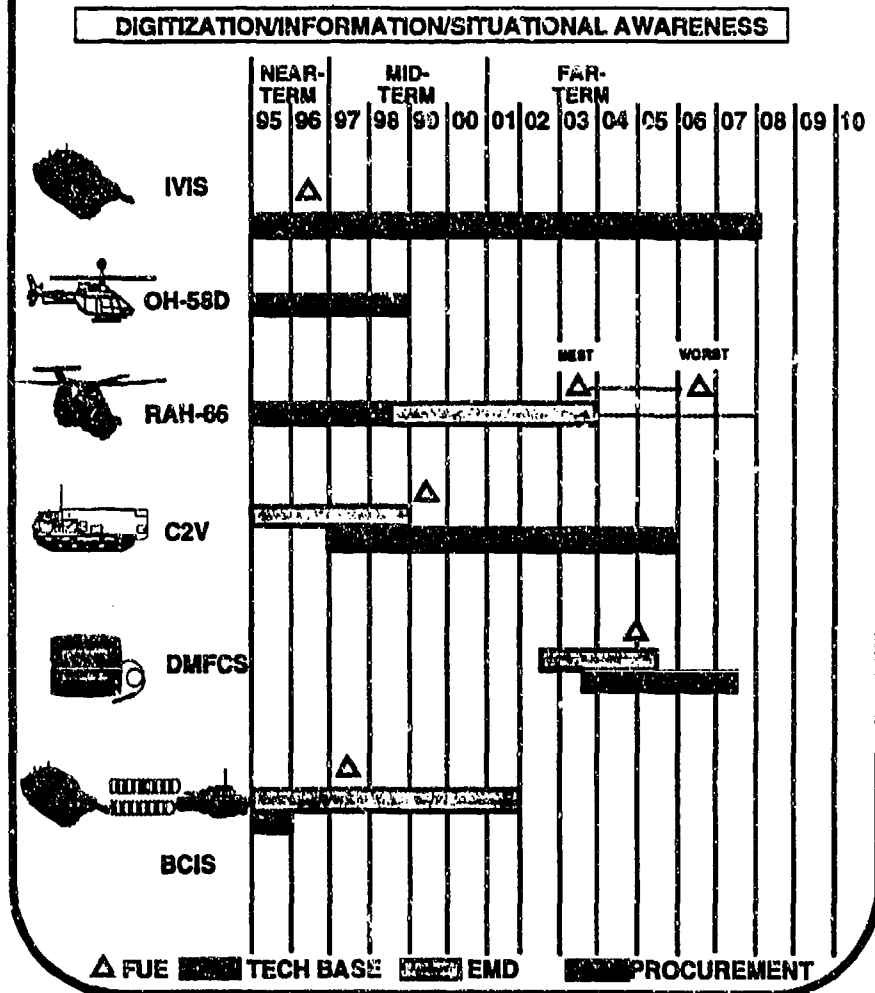 DIGITIZATION/INFORMATION/SITUATIONAL AWARENESS
NEAR-TERM
MID-TERM
FAR-TERM
95 96 97 98 99 00 01 02 03 04 05 06 07 08 09 10
IVIS
OH-58D
BEST WORST
RAH-66
C2V
DMFCS
BCIS
FUE TECH BASE EMD PROCUREMENT